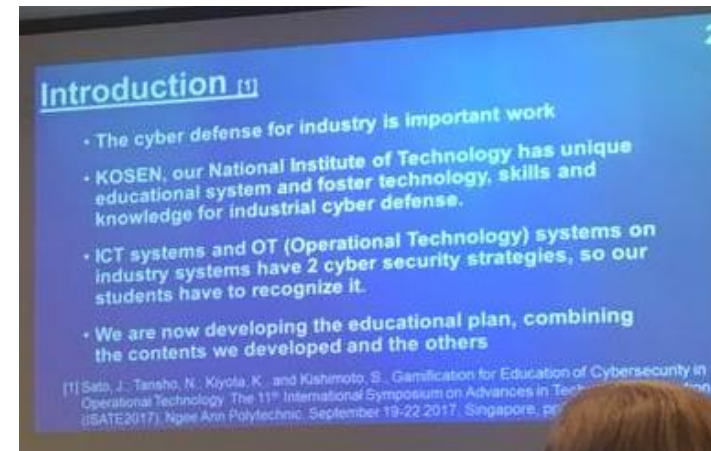 2
Introduction [1]
• The cyber defense for industry is important work
• KOSEN, our National Institute of Technology has unique
educational system and foster technology, skills and
knowledge for industrial cyber defense.
• ICT systems and OT (Operational Technology) systems on
industry systems have 2 cyber security strategies, so our
students have to recognize it.
• We are now developing the educational plan, combining
the contents we developed and the others
[1] Sato, J., Tansho, N., Kiyota, K., and Kishimoto, S., Gamification for Education of Cybersecurity in
Operational Technology. The 11th International Symposium on Advances in
(ISATE2017), Ngee Ann Polytechnic, September 19-22 2017, Singapore,